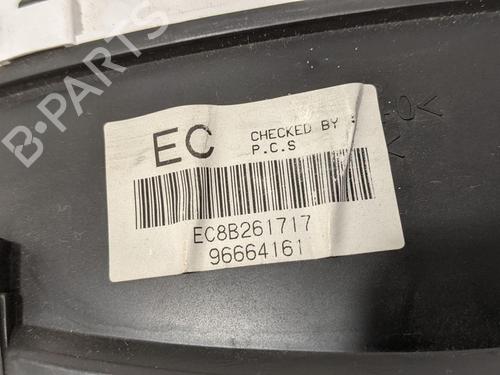 B-PARTS
EC
CHECKED BY :
P.C.S
EC8B261717
96664161